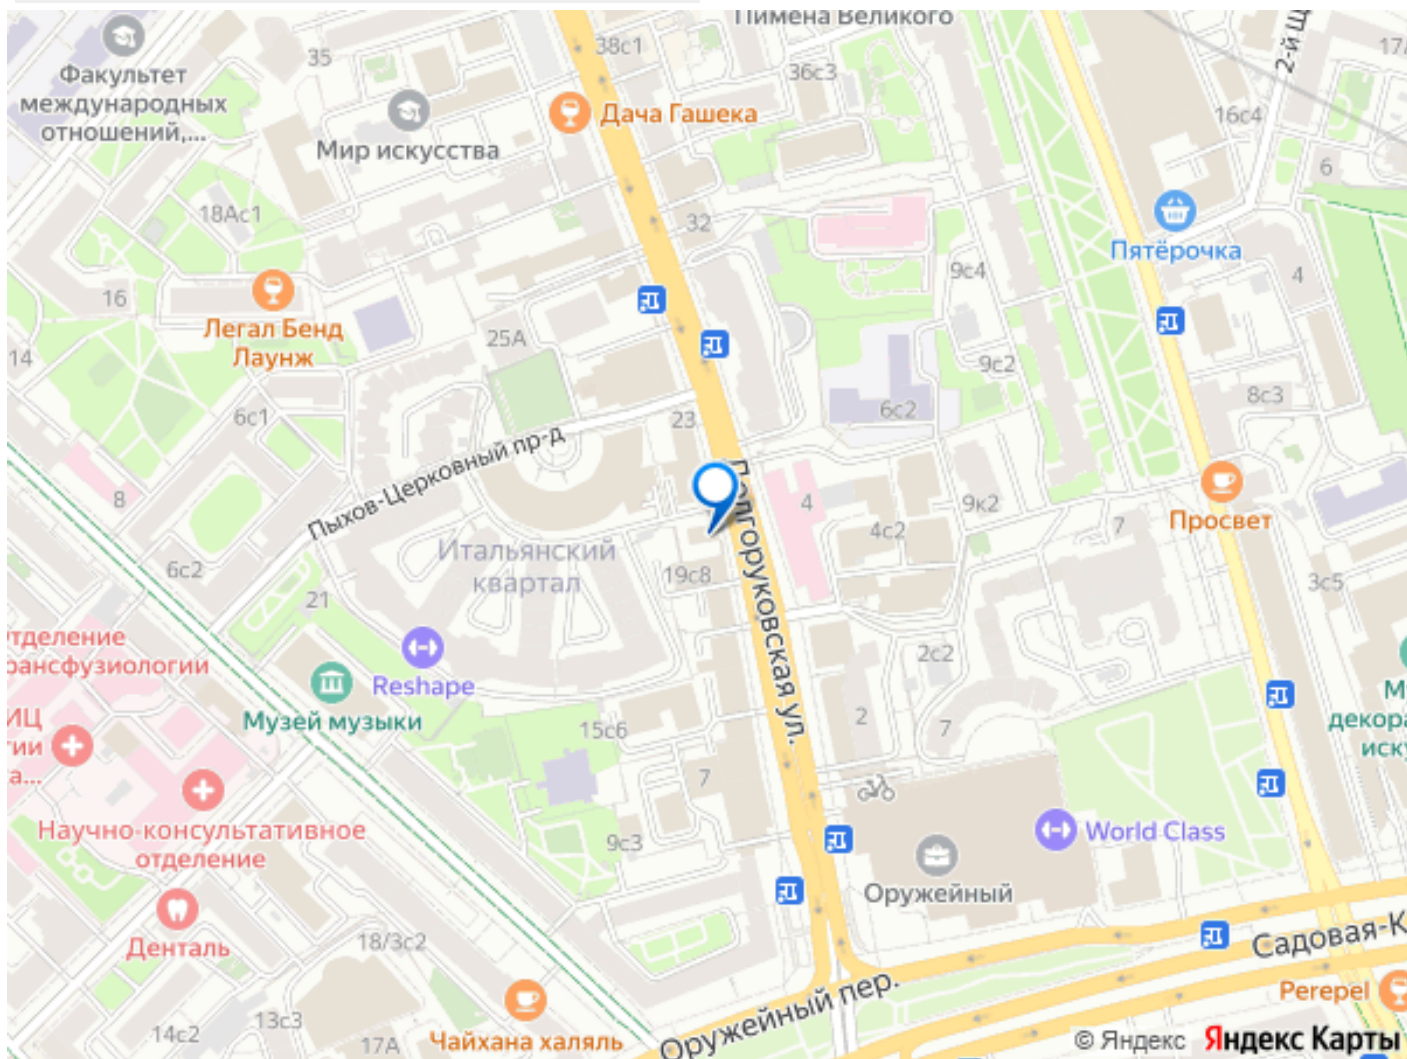 Пимена Великого
38с1
35
17
2-й Щ
36с3
Факультет
международных
отношений,...
Дача Гашека
16с4
Мир искусства
6
18Ас1
32
Пятёрочка
9с4
4
16
Легал Бенд
Лаунж
25А
14
9с2
8с3
6с1
6с2
23
Пыхов-Церковный пр-д
8
4
9к2
7
Просвет
4с2
Долгоруковская ул.
Итальянский
квартал
19с8
6с2
3с5
21
тделение
рансфузиологии
2с2
Reshape
Музей музыки
ИЦ
гии
а...
15с6
2
7
М
декора
иску
7
World Class
Научно-консультативное
отделение
9с3
Оружейный
Денталь
18/3с2
Садовая-К
Perepel
Оружейный пер.
13с3
14с2
17А
Чайхана халяль
© Яндекс Яндекс Карты